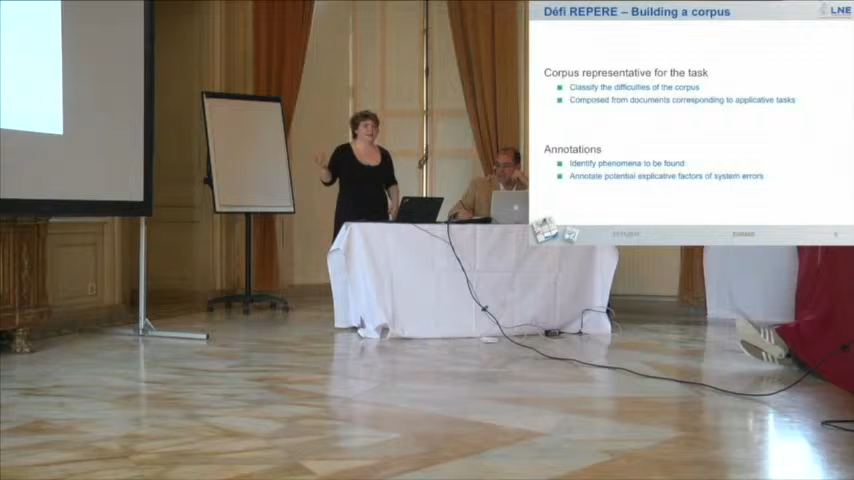 Défi REPERE – Building a corpus
LNE
Corpus representative for the task
Classify the difficulties of the corpus
Composed from documents corresponding to applicative tasks
Annotations
Identify phenomena to be found
Annotate potential explicative factors of system errors